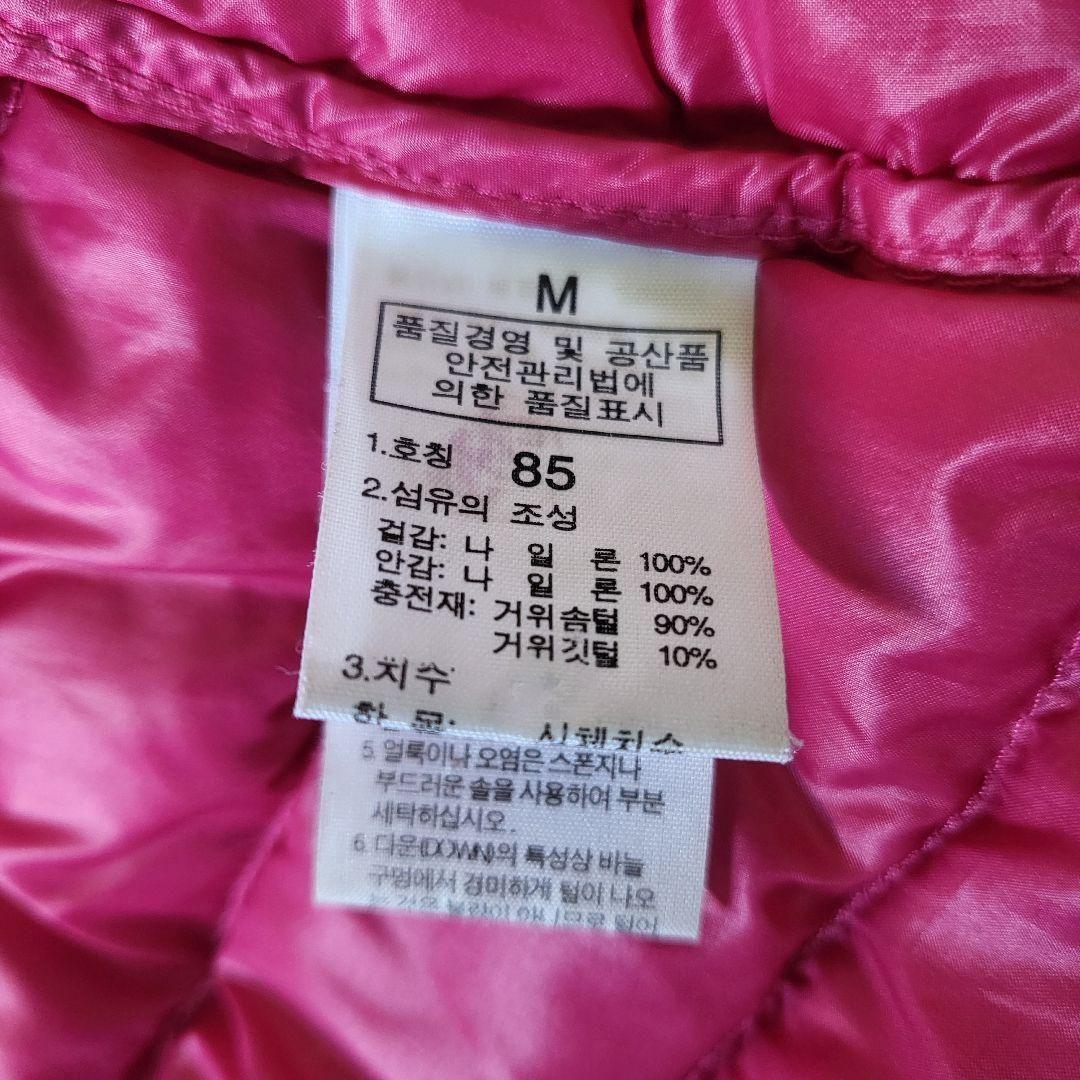 M
품질경영 및 공산품
안전관리법에
의한 품질표시
1.호칭 85
2.섬유의 조성
겉감: 나 일 론 100%
안감: 나 일 론 100%
충전재: 거위솜털 90%
거위깃털 10%
3.치수
신체치수
5. 얼룩이나 오염은 스폰지나
부드러운 솔을 사용하여 부분
세탁하십시오.
6. 다운(DOWN)의 특성상 바늘
구멍에서 경미하게 털이 나오